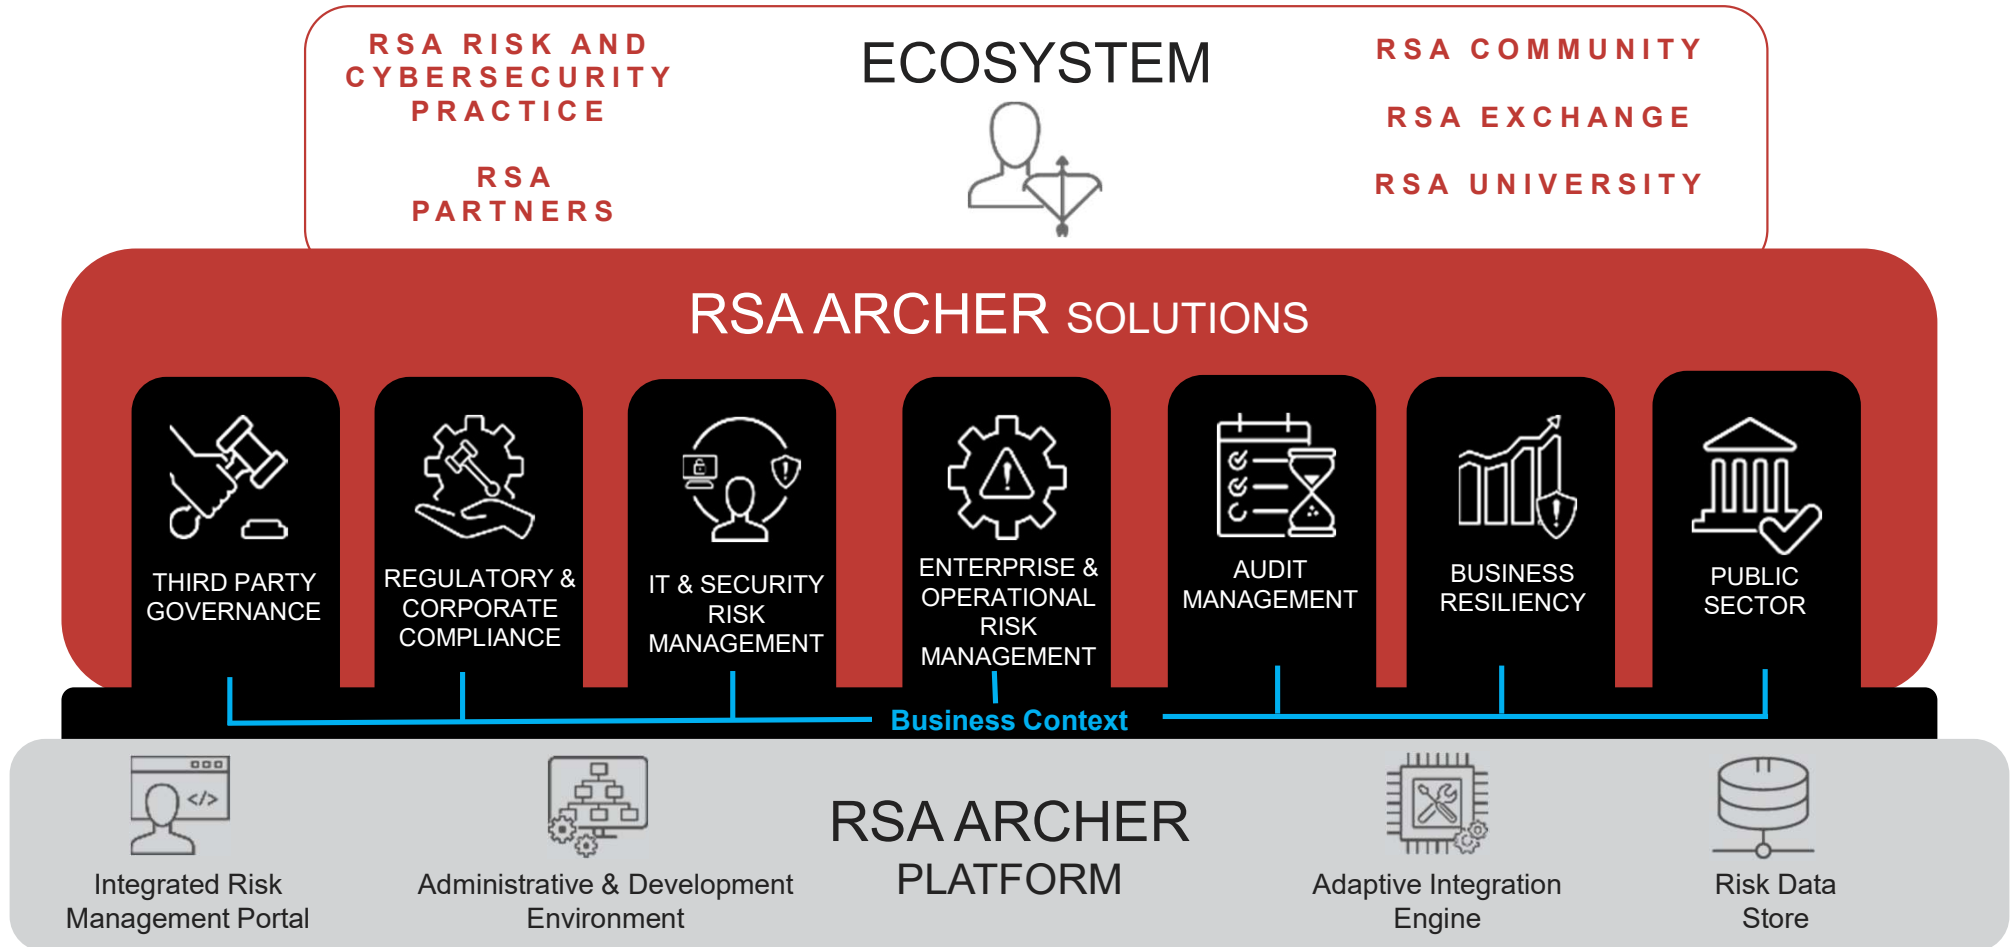 RSA RISK AND
CYBERSECURITY
PRACTICE
RSA
PARTNERS
ECOSYSTEM
RSA COMMUNITY
RSA EXCHANGE
RSA UNIVERSITY
RSA ARCHER SOLUTIONS
THIRD PARTY
GOVERNANCE
REGULATORY &
CORPORATE
COMPLIANCE
IT & SECURITY
RISK
MANAGEMENT
ENTERPRISE &
OPERATIONAL
RISK
MANAGEMENT
AUDIT
MANAGEMENT
BUSINESS
RESILIENCY
PUBLIC
SECTOR
Business Context
</>
Integrated Risk
Management Portal
Administrative & Development
Environment
RSA ARCHER
PLATFORM
Adaptive Integration
Engine
Risk Data
Store